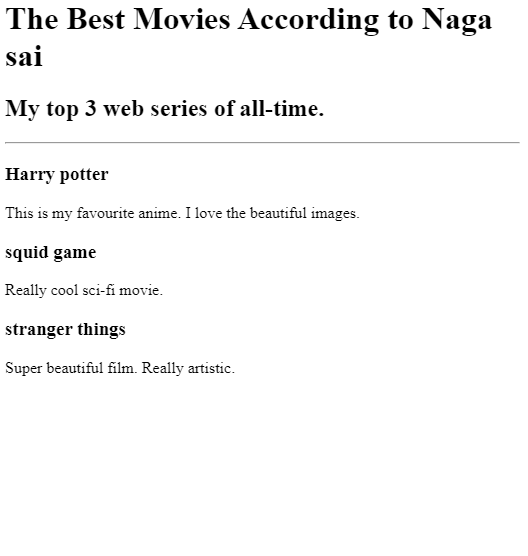 The Best Movies According to Naga
sai
My top 3 web series of all-time.
Harry potter
This is my favourite anime. I love the beautiful images.
squid game
Really cool sci-fi movie.
stranger things
Super beautiful film. Really artistic.